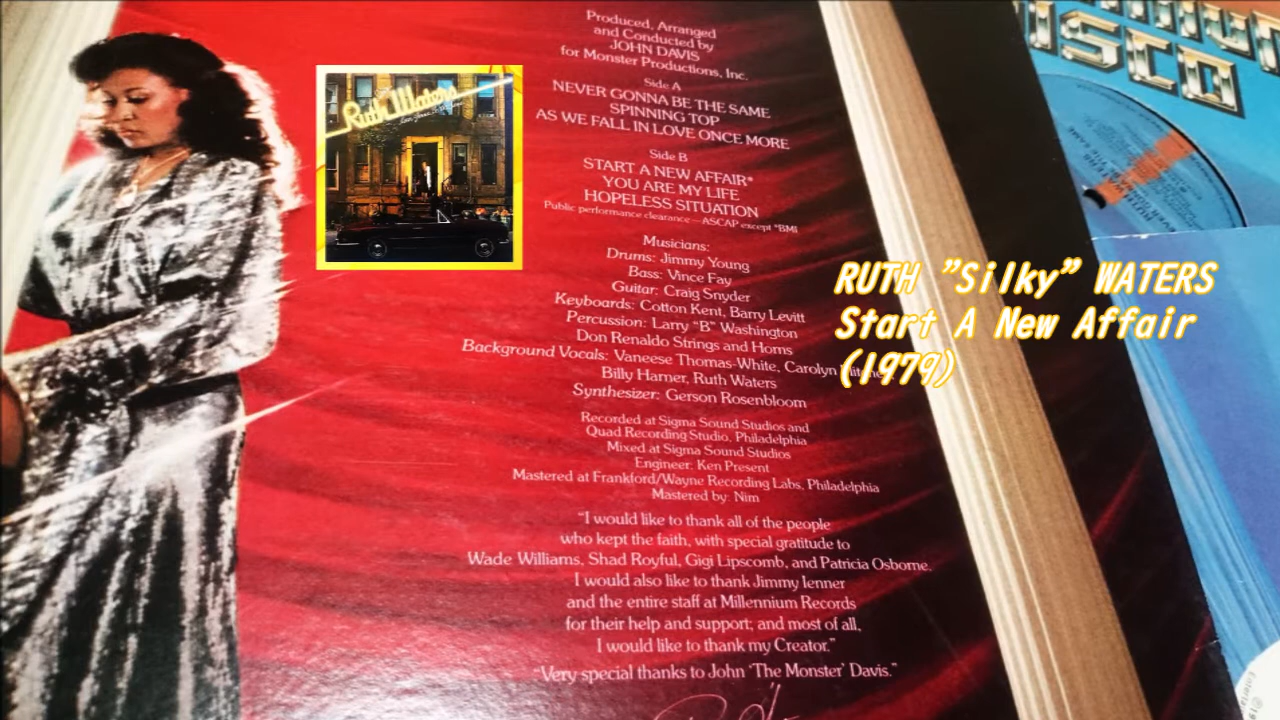 Produced, Arranged
and Conducted by
JOHN DAVIS
for Monster Productions, Inc.
Side A
NEVER GONNA BE THE SAME
SPINNING TOP
AS WE FALL IN LOVE ONCE MORE
Side B
START A NEW AFFAIR*
YOU ARE MY LIFE
HOPELESS SITUATION
Public performance clearance—ASCAP except *BMI
Musicians:
Drums: Jimmy Young
Bass: Vince Fay
Guitar: Craig Snyder
Keyboards: Cotton Kent, Barry Levitt
Percussion: Larry “B” Washington
Don Renaldo Strings and Horns
Background Vocals: Vaneese Thomas-White, Carolyn
Billy Harner, Ruth Waters
Synthesizer: Gerson Rosenbloom
Recorded at Sigma Sound Studios and
Quad Recording Studio, Philadelphia
Mixed at Sigma Sound Studios
Engineer: Ken Present
Mastered at Frankford/Wayne Recording Labs, Philadelphia
Mastered by: Nim
“I would like to thank all of the people
who kept the faith, with special gratitude to
Wade Williams, Shad Royful, Gigi Lipscomb, and Patricia Osborne.
I would also like to thank Jimmy Ienner
and the entire staff at Millennium Records
for their help and support; and most of all,
I would like to thank my Creator.”
“Very special thanks to John ‘The Monster’ Davis.”
Ruth Waters
RUTH ”Silky” WATERS
Start A New Affair
(1979)
DISCO